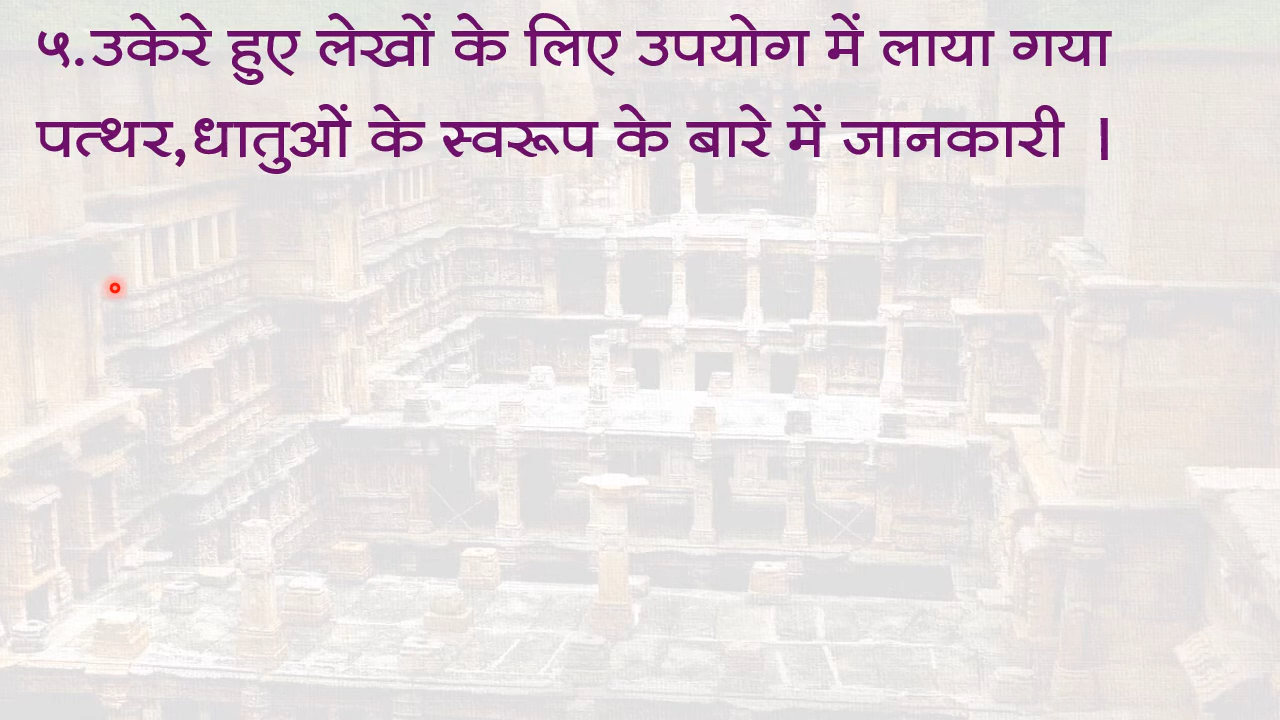 ५.उकेरे हुए लेखों के लिए उपयोग में लाया गया
पत्थर,धातुओं के स्वरूप के बारे में जानकारी ।